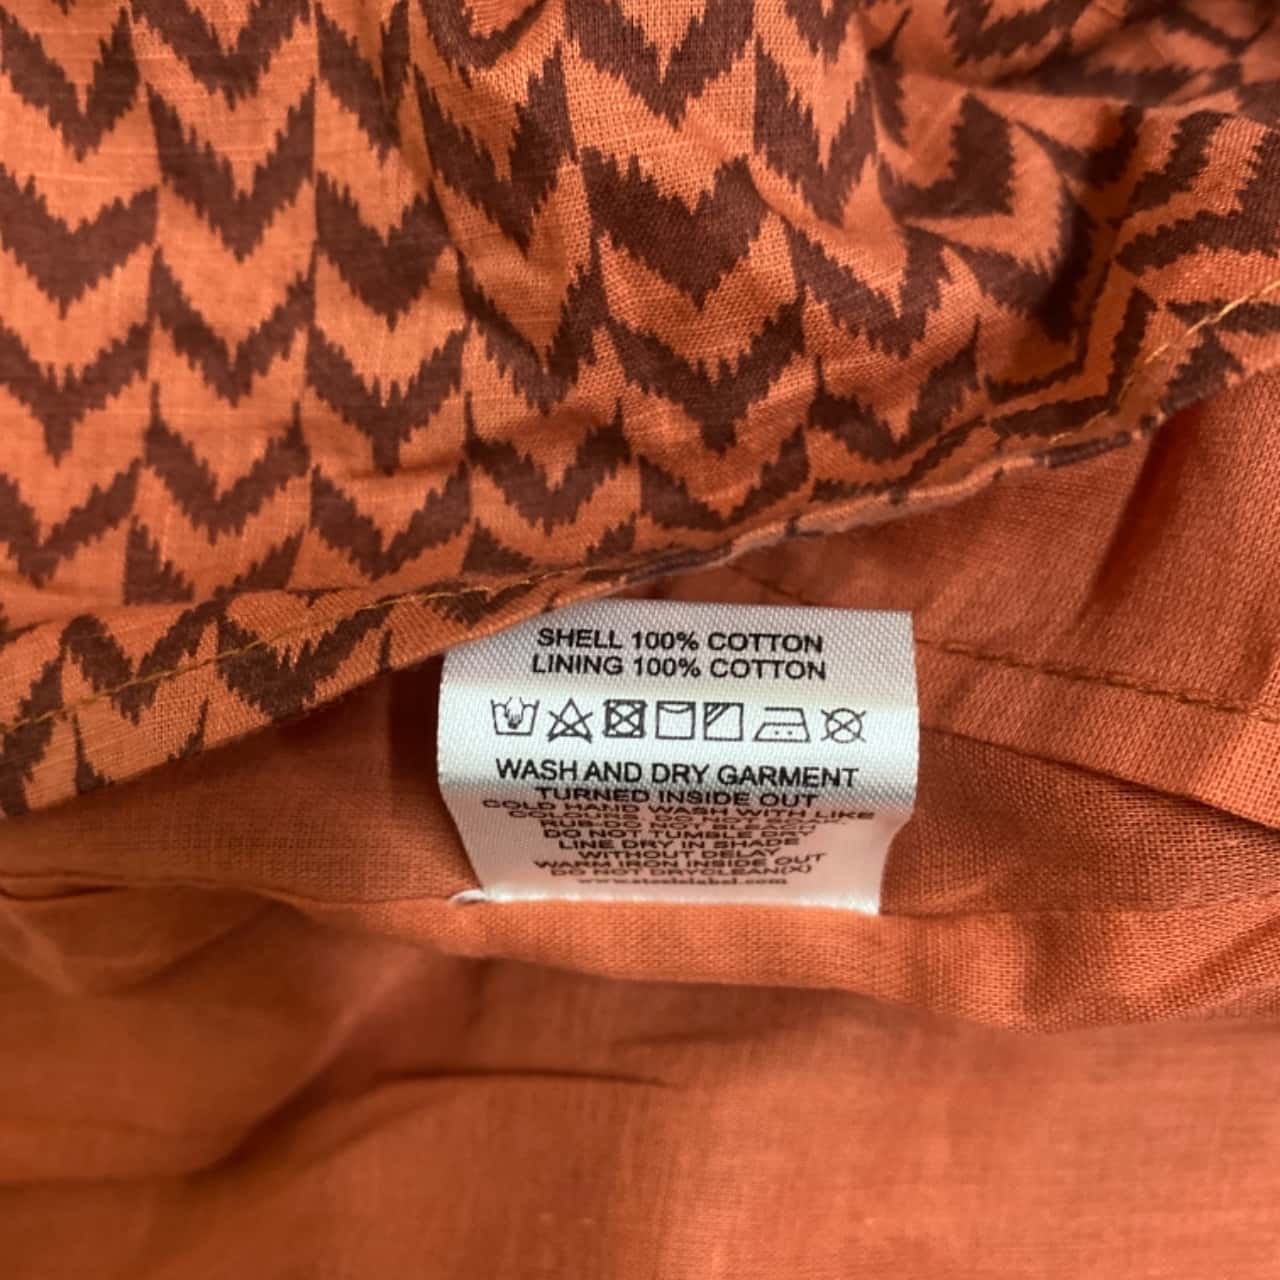 SHELL 100% COTTON
LINING 100% COTTON
WASH AND DRY GARMENT
TURNED INSIDE OUT
COLD HAND WASH WITH LIKE
COLOURS,
DO NOT TUMBLE DRY
LINE DRY IN SHADE
WITHOUT DELAY
WARM IRON INSIDE OUT
DO NOT DRYCLEAN(X)